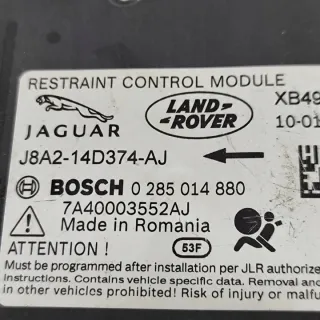 RESTRAINT CONTROL MODULE
JAGUAR
LAND-
ROVER
XB49
10-01
J8A2-14D374-AJ
BOSCH 0 285 014 880
7A40003552AJ
Made in Romania
ATTENTION ! 53F
Must be programmed after installation per JLR authorize
instructions. Contains vehicle specific data. Removal and
in other vehicles prohibited! Risk of injury or malfu